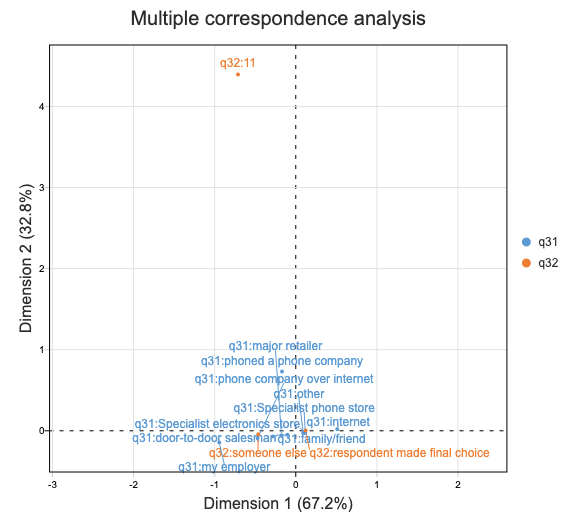 Multiple correspondence analysis
q32:11
4
3
2
1
0
q31:major retailer
q31:phoned a phone company
q31:phone company over internet
q31:other
q31:Specialist phone store
q31:Specialist electronics store
q31:internet
q31:door-to-door salesman
q31:family/friend
q32:someone else
q32:respondent made final choice
q31:my employer
-3
-2
-1
0
1
2
Dimension 1 (67.2%)
Dimension 2 (32.8%)
q31
q32